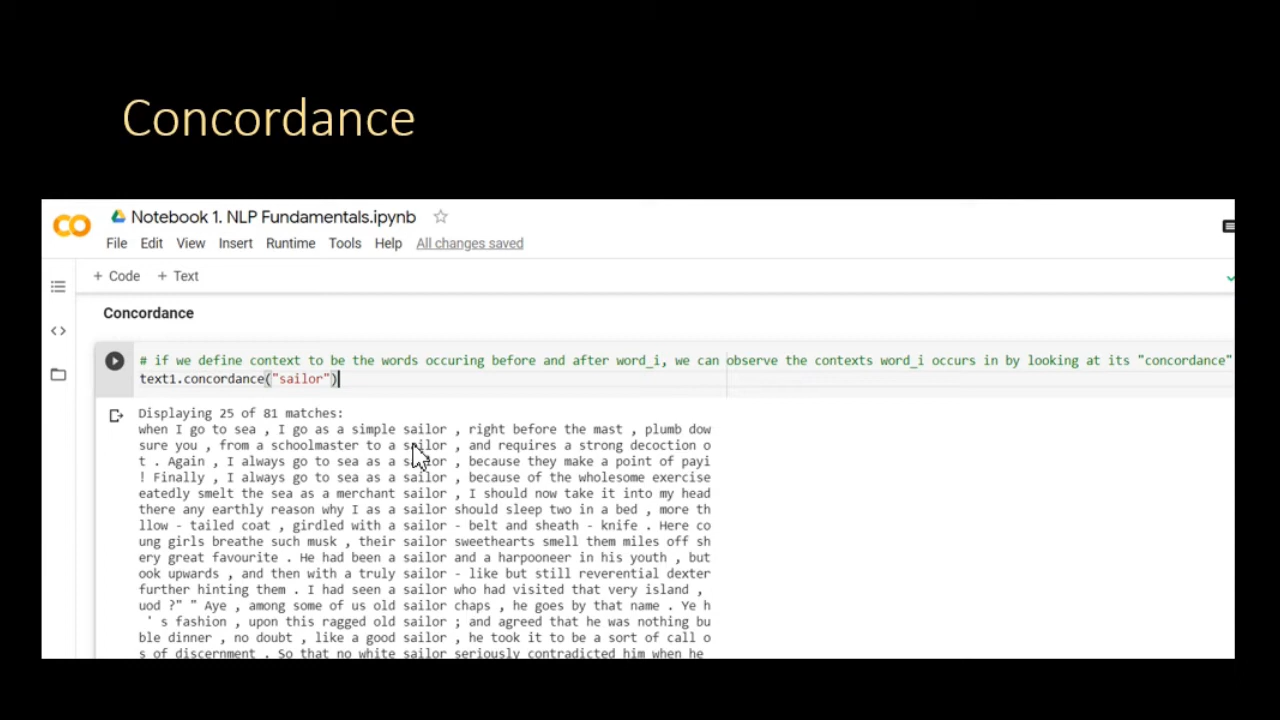 Concordance
Notebook 1. NLP Fundamentals.ipynb
File Edit View Insert Runtime Tools Help All changes saved
+ Code + Text
Concordance
# if we define context to be the words occuring before and after word_i, we can observe the contexts word_i occurs in by looking at its "concordance"
text1.concordance("sailor")
Displaying 25 of 81 matches:
when I go to sea , I go as a simple sailor , right before the mast , plumb dow
sure you , from a schoolmaster to a sailor , and requires a strong decoction o
t . Again , I always go to sea as a sailor , because they make a point of payi
! Finally , I always go to sea as a sailor , because of the wholesome exercise
eatedly smelt the sea as a merchant sailor , I should now take it into my head
there any earthly reason why I as a sailor should sleep two in a bed , more th
llow - tailed coat , girdled with a sailor - belt and sheath - knife . Here co
ung girls breathe such musk , their sailor sweethearts smell them miles off sh
ery great favourite . He had been a sailor and a harpooneer in his youth , but
ook upwards , and then with a truly sailor - like but still reverential dexter
further hinting them . I had seen a sailor who had visited that very island ,
uod ?" " Aye , among some of us old sailor chaps , he goes by that name . Ye h
' s fashion , upon this ragged old sailor ; and agreed that he was nothing bu
ble dinner , no doubt , like a good sailor , he took it to be a sort of call o
s of discernment . So that no white sailor seriously contradicted him when he